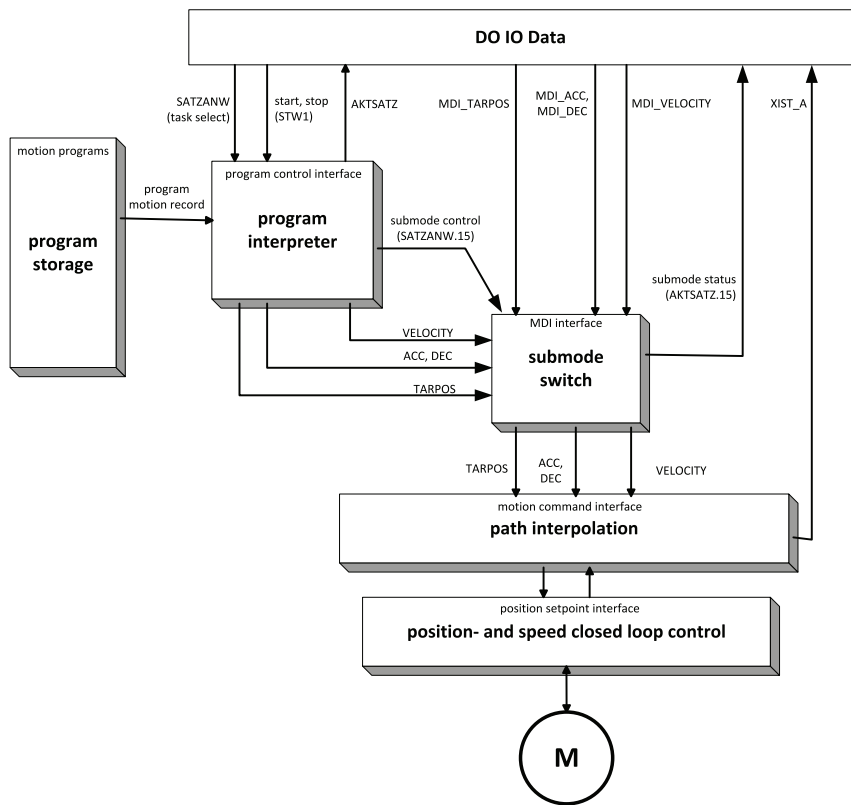 DO IO Data
SATZANW
(task select)
start, stop
(STW1)
AKTSATZ
MDI_TARPOS
MDI_ACC,
MDI_DEC
MDI_VELOCITY
XIST_A
motion programs
program
storage
program
motion record
program control interface
program
interpreter
submode control
(SATZANW.15)
submode status
(AKTSATZ.15)
VELOCITY
ACC, DEC
TARPOS
MDI interface
submode
switch
TARPOS
ACC,
DEC
VELOCITY
motion command interface
path interpolation
position setpoint interface
position- and speed closed loop control
M